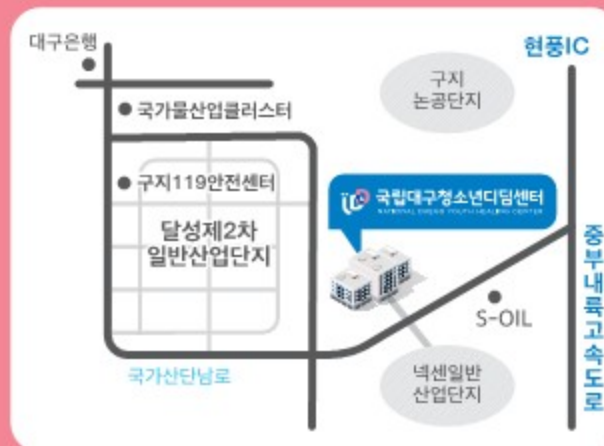 대구은행
현풍IC
구지
논공단지
국가물산업클러스터
구지119안전센터
국립대구청소년디딤센터
NATIONAL DAEGU YOUTH HEALING CENTER
달성제2차
일반산업단지
중부내륙고속도로
S-OIL
국가산단남로
넥센일반
산업단지